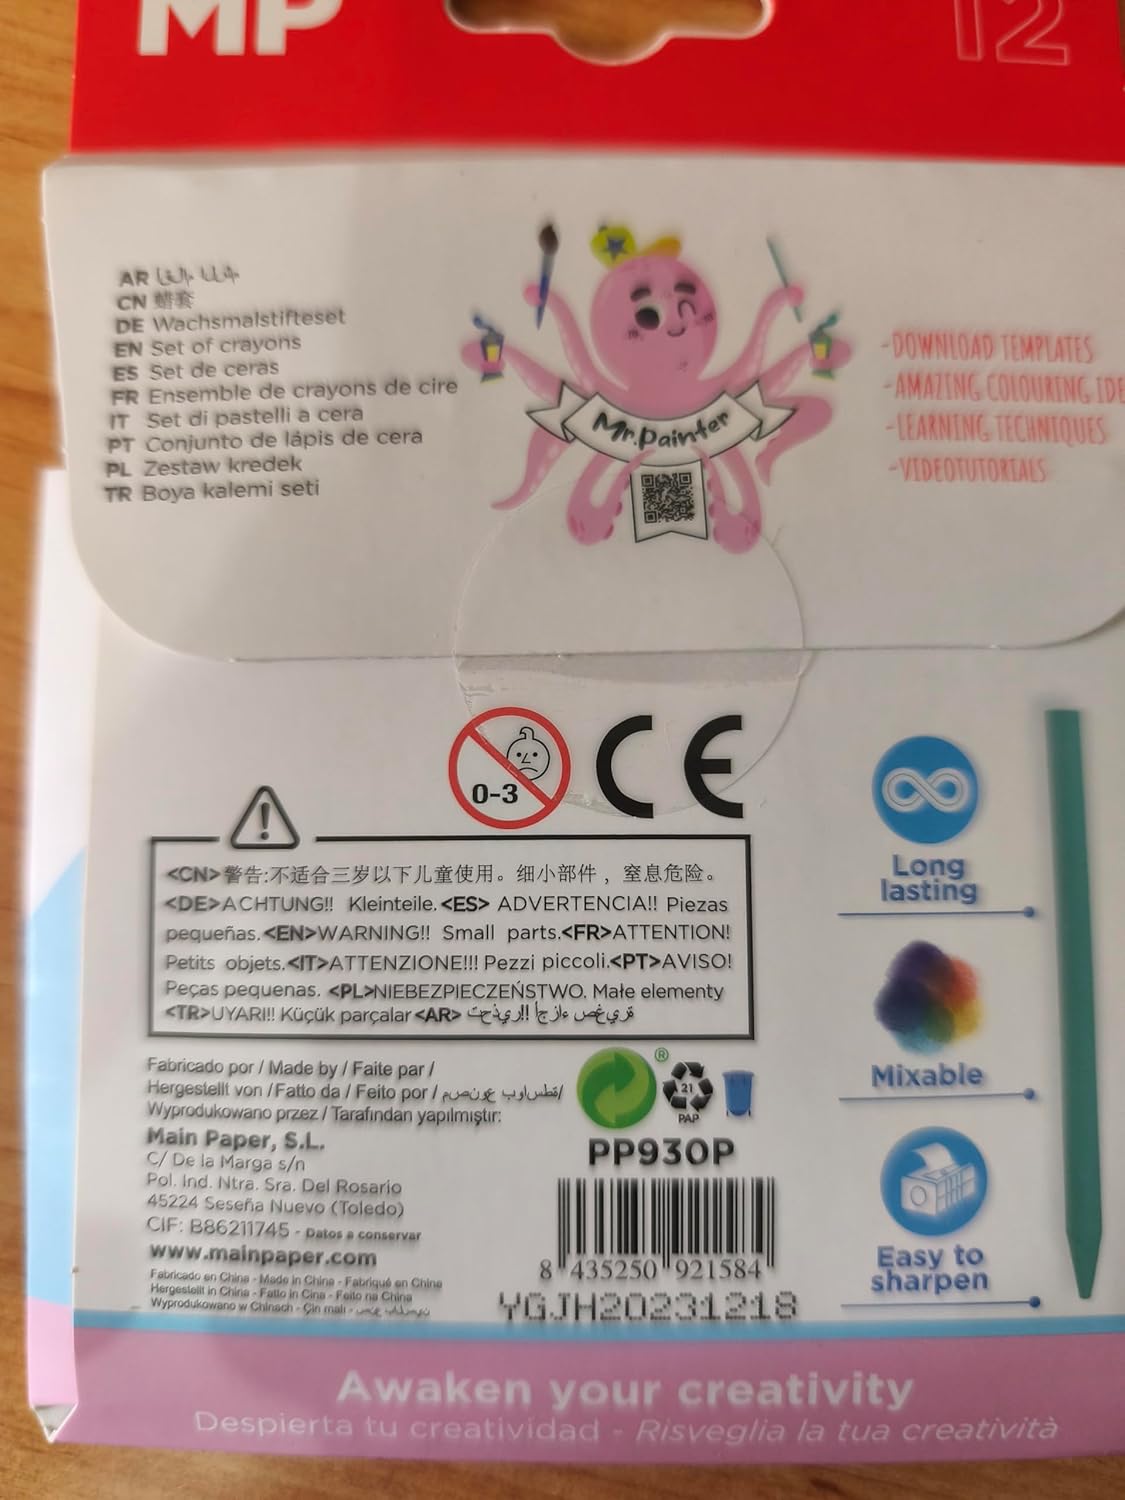 MP
12
AR
CN 蜡套
DE Wachsmalstifteset
EN Set of crayons
ES Set de ceras
FR Ensemble de crayons de cire
IT Set di pastelli a cera
PT Conjunto de lápis de cera
PL Zestaw kredek
TR Boya kalemi seti
Mr.Painter
-DOWNLOAD TEMPLATES
-AMAZING COLOURING IDE
-LEARNING TECHNIQUES
-VIDEOTUTORIALS
0-3
CE
<CN>警告:不适合三岁以下儿童使用。细小部件，窒息危险。
<DE>ACHTUNG!! Kleinteile.<ES> ADVERTENCIA!! Piezas
pequeñas.<EN>WARNING!! Small parts.<FR>ATTENTION!
Petits objets.<IT>ATTENZIONE!!! Pezzi piccoli.<PT>AVISO!
Peças pequenas. <PL>NIEBEZPIECZEŃSTWO. Małe elementy
<TR>UYARI!! Küçük parçalar<AR>
Long
lasting
Mixable
Easy to
sharpen
Fabricado por / Made by / Faite par /
Hergestellt von /Fatto da / Feito por /
Wyprodukowano przez / Tarafından yapılmıştır:
Main Paper, S.L.
C/ De la Marga s/n
Pol. Ind. Ntra. Sra. Del Rosario
45224 Seseña Nuevo (Toledo)
CIF: B86211745 - Datos a conservar
www.mainpaper.com
Fabricado en China - Made in China - Fabriqué en China
Hergestellt in China - Fatto in Cina - Feito na China
Wyprodukowano w Chinach - Çin malı -
®
21
PAP
PP930P
8 435250 921584
YGJH20231218
Awaken your creativity
Despierta tu creatividad - Risveglia la tua creatività